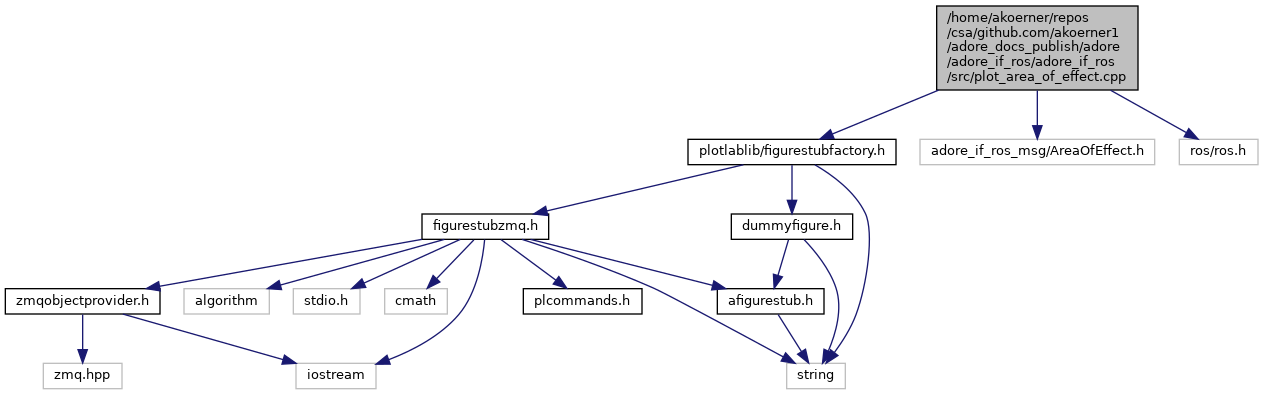 /home/akoerner/repos
/csa/github.com/akoerner1
/adore_docs_publish/adore
/adore_if_ros/adore_if_ros
/src/plot_area_of_effect.cpp
plotlablib/figurestubfactory.h
adore_if_ros_msg/AreaOfEffect.h
ros/ros.h
figurestubzmq.h
dummyfigure.h
zmqobjectprovider.h
algorithm
stdio.h
cmath
plcommands.h
afigurestub.h
zmq.hpp
iostream
string